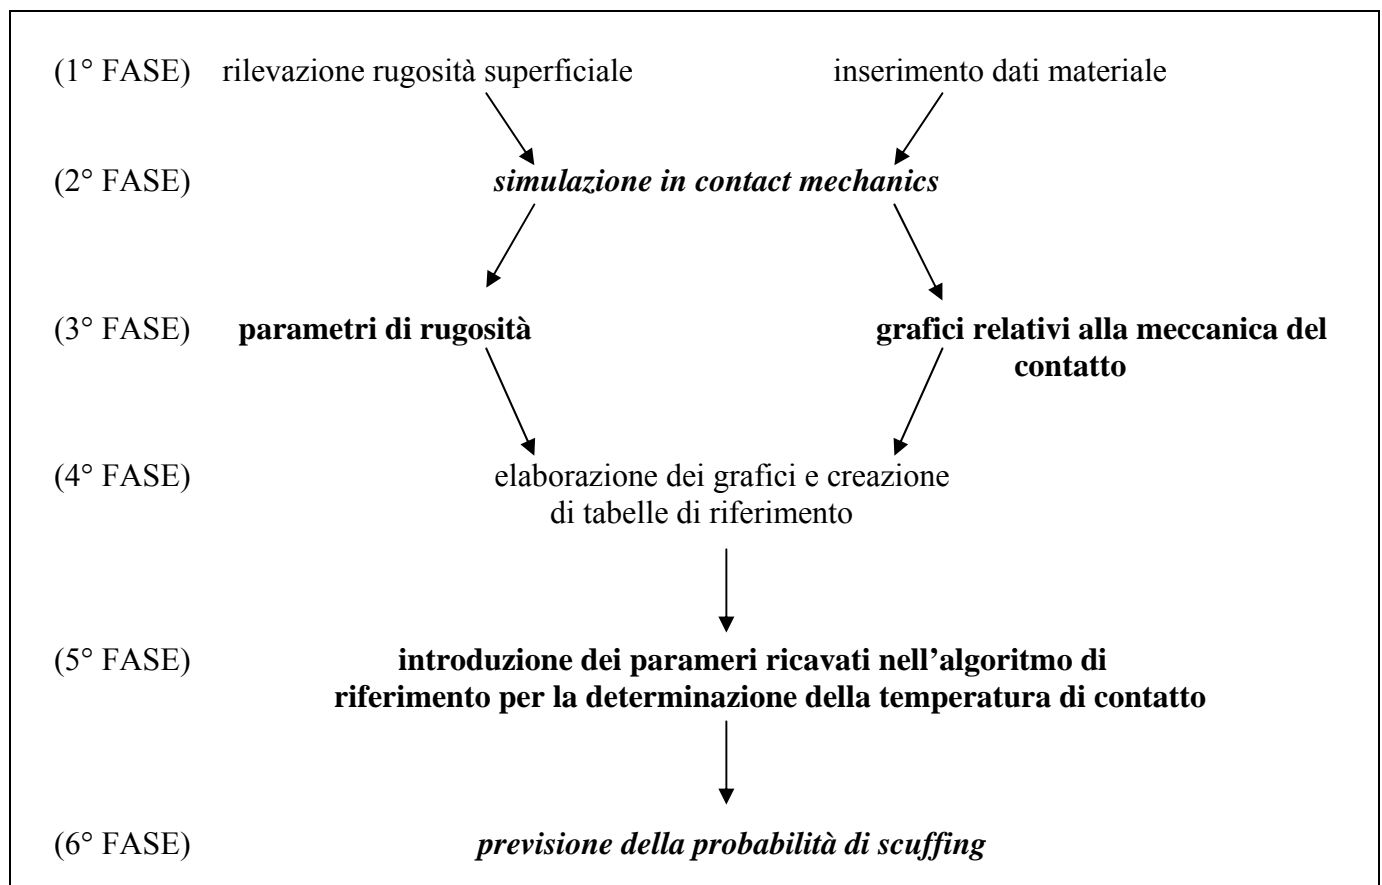 (1° FASE) rilevazione rugosità superficiale inserimento dati materiale
(2° FASE) simulazione in contact mechanics
(3° FASE) parametri di rugosità grafici relativi alla meccanica del
contatto
(4° FASE) elaborazione dei grafici e creazione
di tabelle di riferimento
(5° FASE) introduzione dei parameri ricavati nell’algoritmo di
riferimento per la determinazione della temperatura di contatto
(6° FASE) previsione della probabilità di scuffing